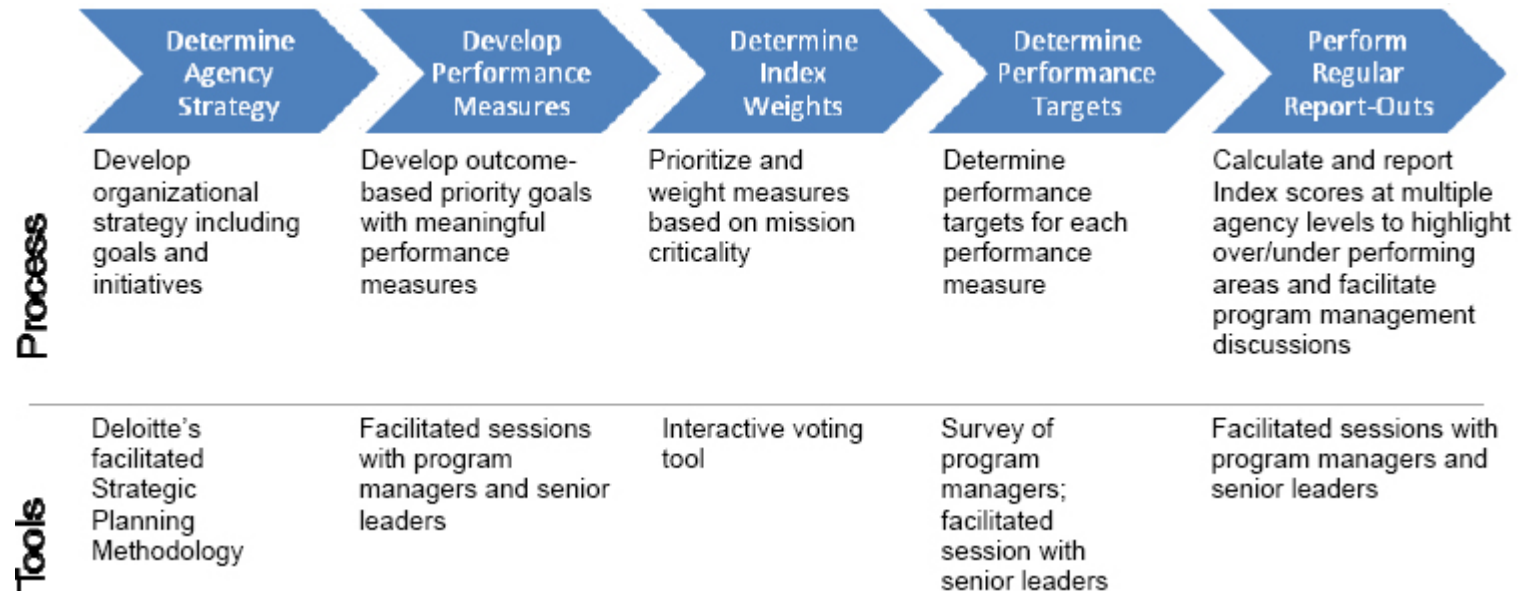 Determine
Agency
Strategy
Develop
Performance
Measures
Determine
Index
Weights
Determine
Performance
Targets
Perform
Regular
Report-Outs
Process
Develop
organizational
strategy including
goals and
initiatives
Develop outcome-
based priority goals
with meaningful
performance
measures
Prioritize and
weight measures
based on mission
criticality
Determine
performance
targets for each
performance
measure
Calculate and report
Index scores at multiple
agency levels to highlight
over/under performing
areas and facilitate
program management
discussions
Tools
Deloitte's
facilitated
Strategic
Planning
Methodology
Facilitated sessions
with program
managers and senior
leaders
Interactive voting
tool
Survey of
program
managers;
facilitated
session with
senior leaders
Facilitated sessions with
program managers and
senior leaders